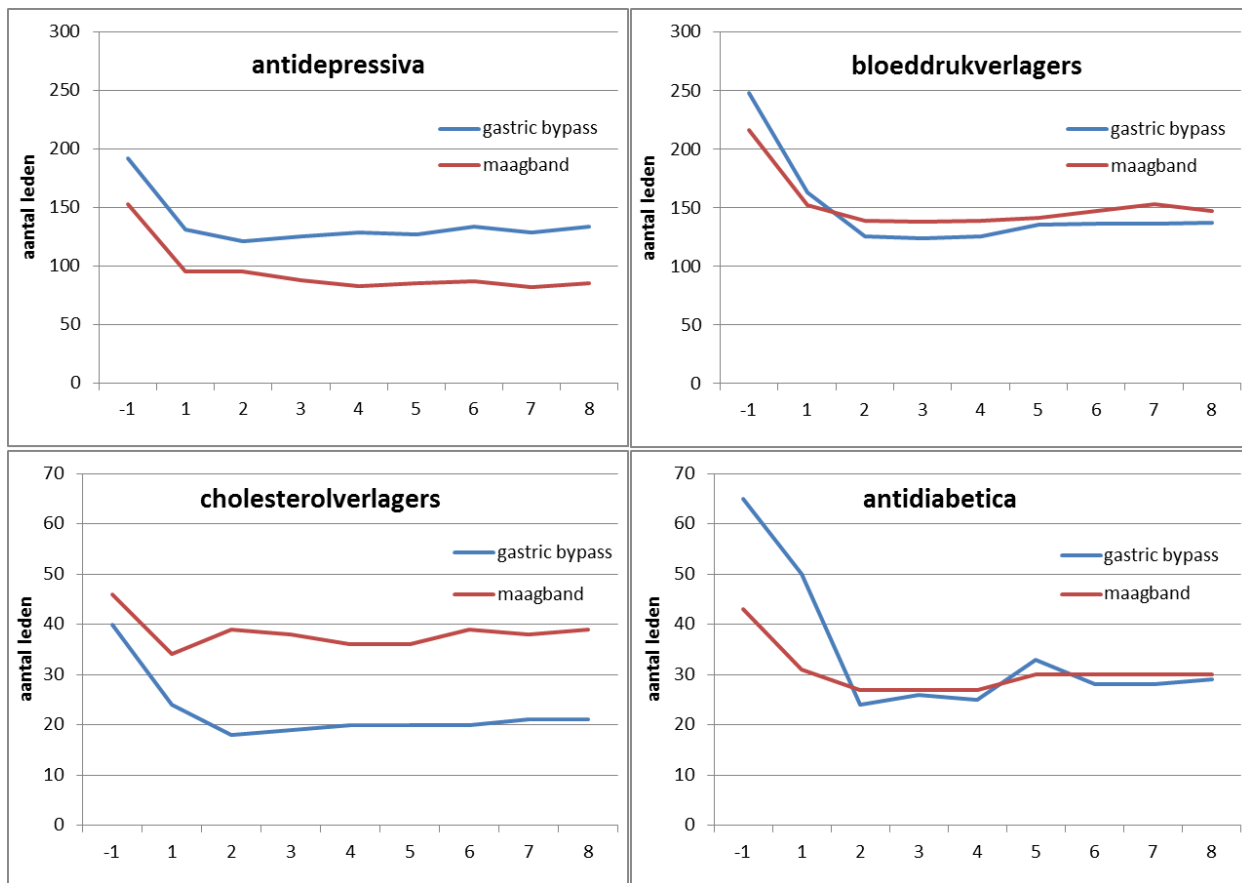 antidepressiva
300
250
200
150
100
50
0
aantal leden
gastric bypass
maagband
-1 1 2 3 4 5 6 7 8
bloeddrukverlagers
300
250
200
150
100
50
0
aantal leden
gastric bypass
maagband
-1 1 2 3 4 5 6 7 8
cholesterolverlagers
70
60
50
40
30
20
10
0
aantal leden
gastric bypass
maagband
-1 1 2 3 4 5 6 7 8
antidiabetica
70
60
50
40
30
20
10
0
aantal leden
gastric bypass
maagband
-1 1 2 3 4 5 6 7 8